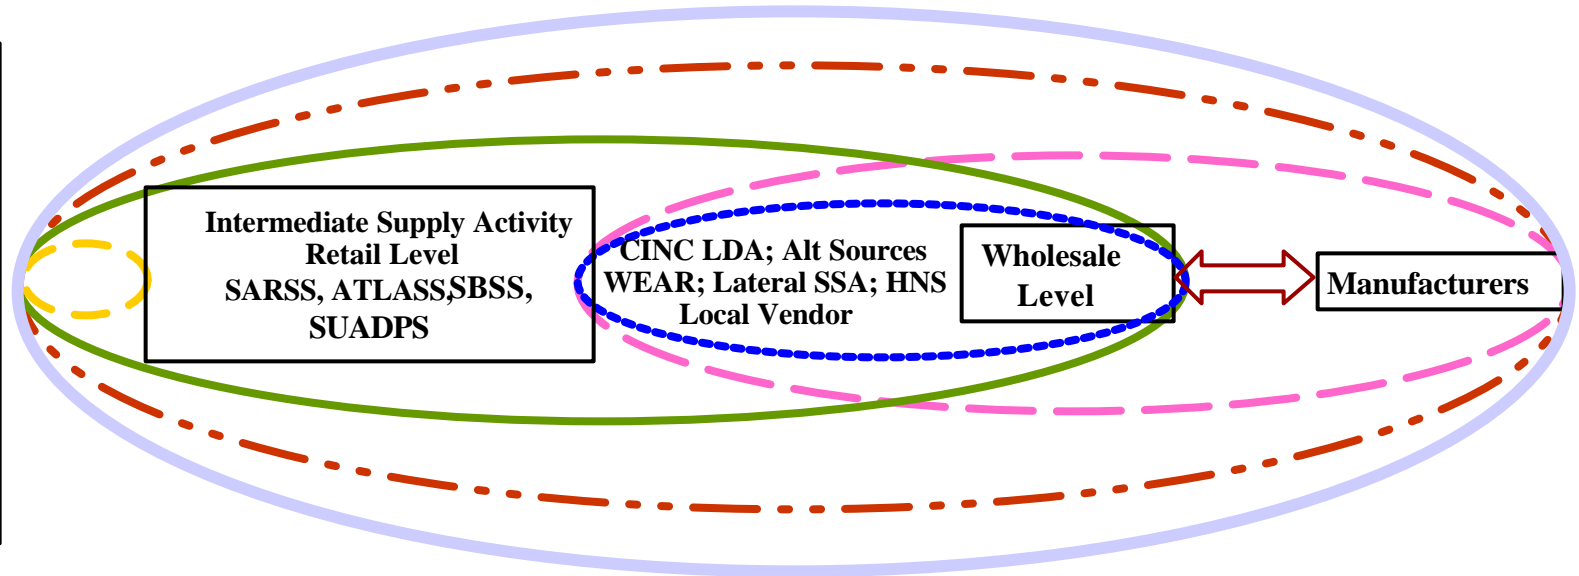 Intermediate Supply Activity
Retail Level
SARSS, ATLASS,SBSS,
SUADPS
CINC LDA; Alt Sources
WEAR; Lateral SSA; HNS
Local Vendor
Wholesale
Level
Manufacturers